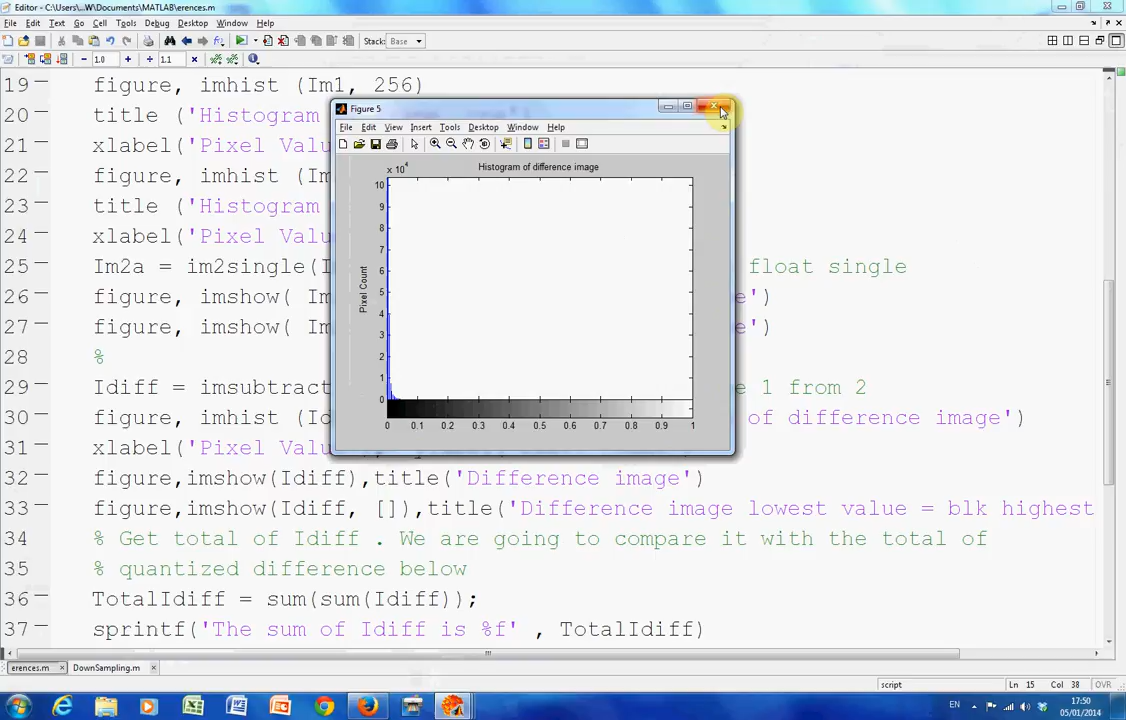 Editor - C:\Users\...W\Documents\MATLAB\erences.m
File Edit Text Go Cell Tools Debug Desktop Window Help
Stack: Base
1.0 1.1
19 figure, imhist (Im1, 256)
20 title ('Histogram
21 xlabel('Pixel Valu
22 figure, imhist (Im
23 title ('Histogram
24 xlabel('Pixel Valu
25 Im2a = im2single(I float single
26 figure, imshow( Im e')
27 figure, imshow( Im e')
28 %
29 Idiff = imsubtract e 1 from 2
30 figure, imhist (Id of difference image')
31 xlabel('Pixel Valu
32 figure,imshow(Idiff),title('Difference image')
33 figure,imshow(Idiff, []),title('Difference image lowest value = blk highest
34 % Get total of Idiff . We are going to compare it with the total of
35 % quantized difference below
36 TotalIdiff = sum(sum(Idiff));
37 sprintf('The sum of Idiff is %f' , TotalIdiff)
Figure 5
File Edit View Insert Tools Desktop Window Help
Histogram of difference image
x 10^4
10
9
8
7
6
5
4
3
2
1
0
Pixel Count
0 0.1 0.2 0.3 0.4 0.5 0.6 0.7 0.8 0.9 1
erences.m DownSampling.m
script Ln 15 Col 38 OVR
EN 17:50
05/01/2014